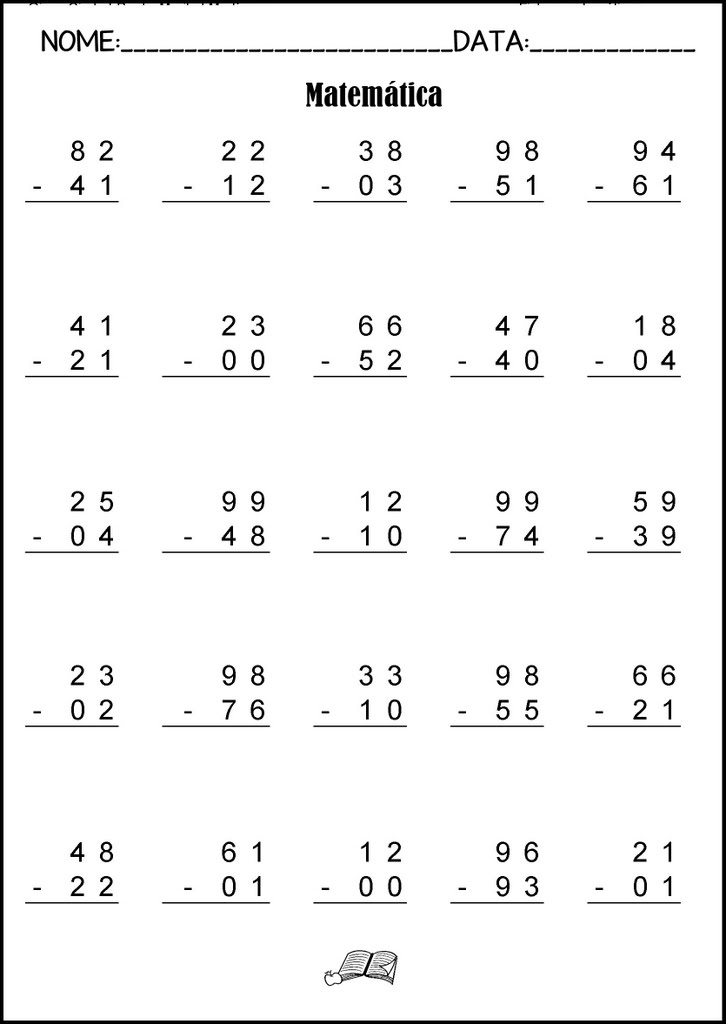 NOME:__________________________DATA:_____________
Matemática
82 22 38 98 94
- 41 - 12 - 03 - 51 - 61
41 23 66 47 18
- 21 - 00 - 52 - 40 - 04
25 99 12 99 59
- 04 - 48 - 10 - 74 - 39
23 98 33 98 66
- 02 - 76 - 10 - 55 - 21
48 61 12 96 21
- 22 - 01 - 00 - 93 - 01